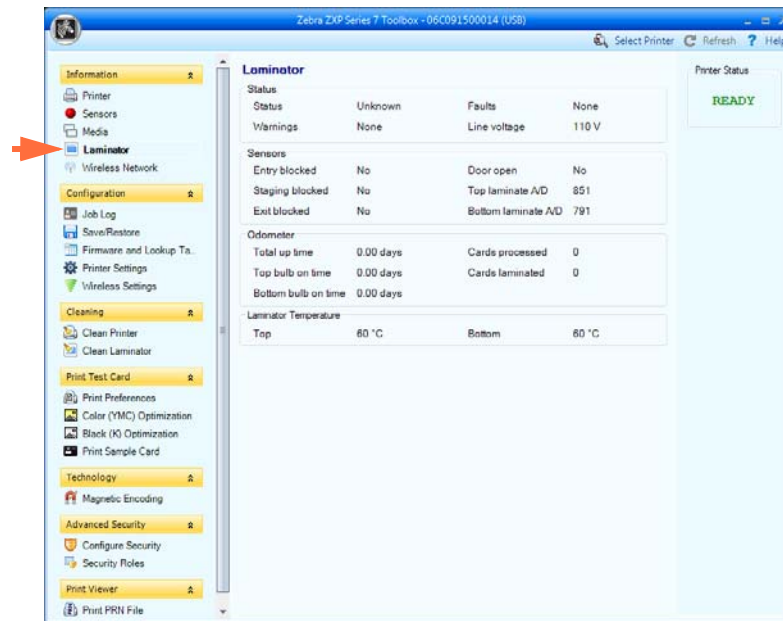 Zebra ZXP Series 7 Toolbox - 06C091500014 (USB)
Select Printer Refresh ? Help
Information
Printer
Sensors
Media
Laminator
Wireless Network
Configuration
Job Log
Save/Restore
Firmware and Lookup Ta..
Printer Settings
Wireless Settings
Cleaning
Clean Printer
Clean Laminator
Print Test Card
Print Preferences
Color (YMC) Optimization
Black (K) Optimization
Print Sample Card
Technology
Magnetic Encoding
Advanced Security
Configure Security
Security Roles
Print Viewer
Print PRN File
Laminator
Status
Status Unknown Faults None
Warnings None Line voltage 110 V
Sensors
Entry blocked No Door open No
Staging blocked No Top laminate A/D 851
Exit blocked No Bottom laminate A/D 791
Odometer
Total up time 0.00 days Cards processed 0
Top bulb on time 0.00 days Cards laminated 0
Bottom bulb on time 0.00 days
Laminator Temperature
Top 60 °C Bottom 60 °C
Printer Status
READY